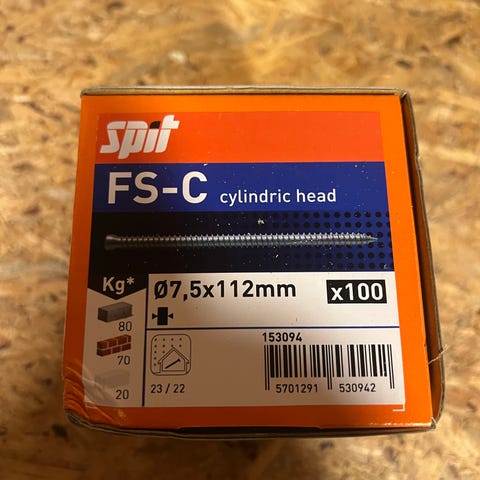 Spit
FS-C cylindric head
Kg*
Ø7,5x112mm x100
80
153094
70
23 / 22
20
5701291 530942